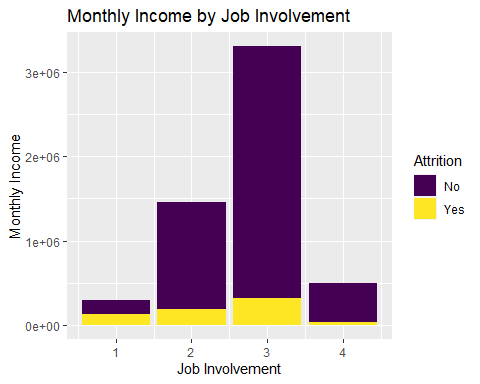 Monthly Income by Job Involvement
Monthly Income
3e+06
2e+06
1e+06
0e+00
1 2 3 4
Job Involvement
Attrition
No
Yes